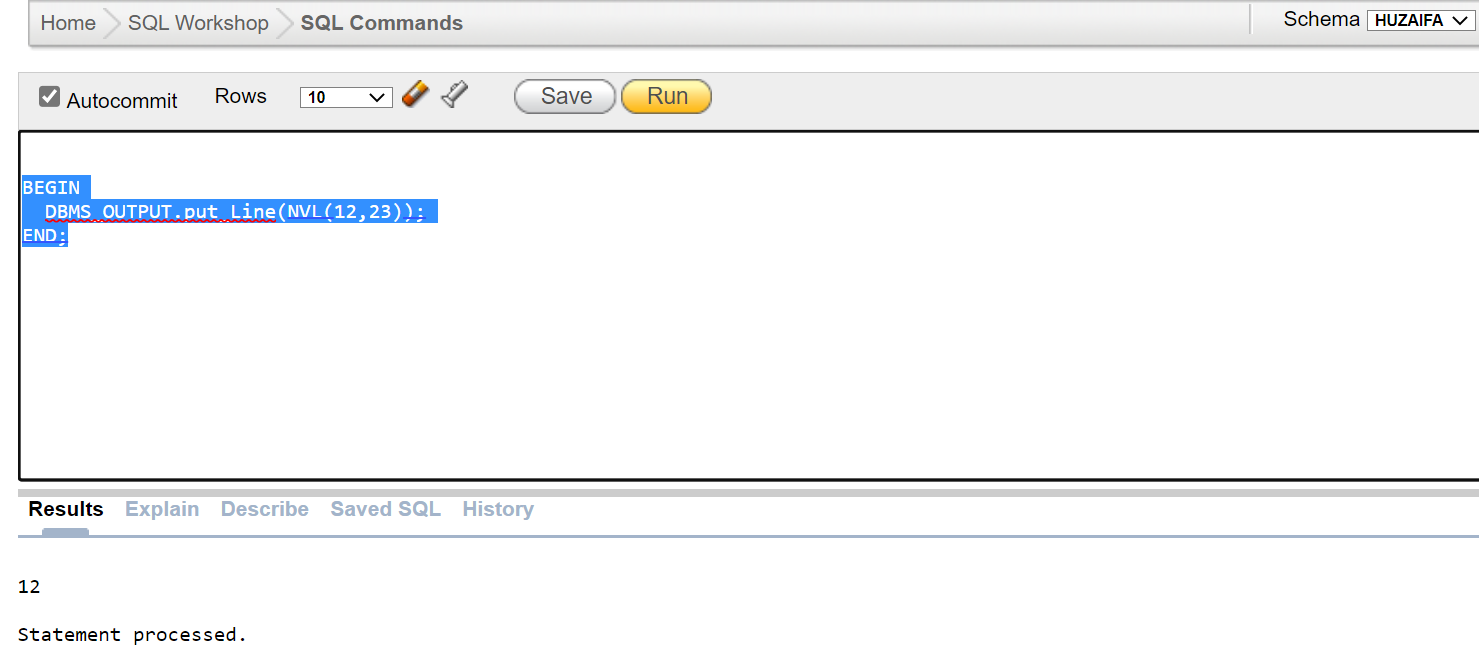 Home SQL Workshop SQL Commands Schema HUZAIFA
Autocommit Rows 10 Save Run
BEGIN
DBMS_OUTPUT.put_Line(NVL(12,23));
END;
Results Explain Describe Saved SQL History
12
Statement processed.